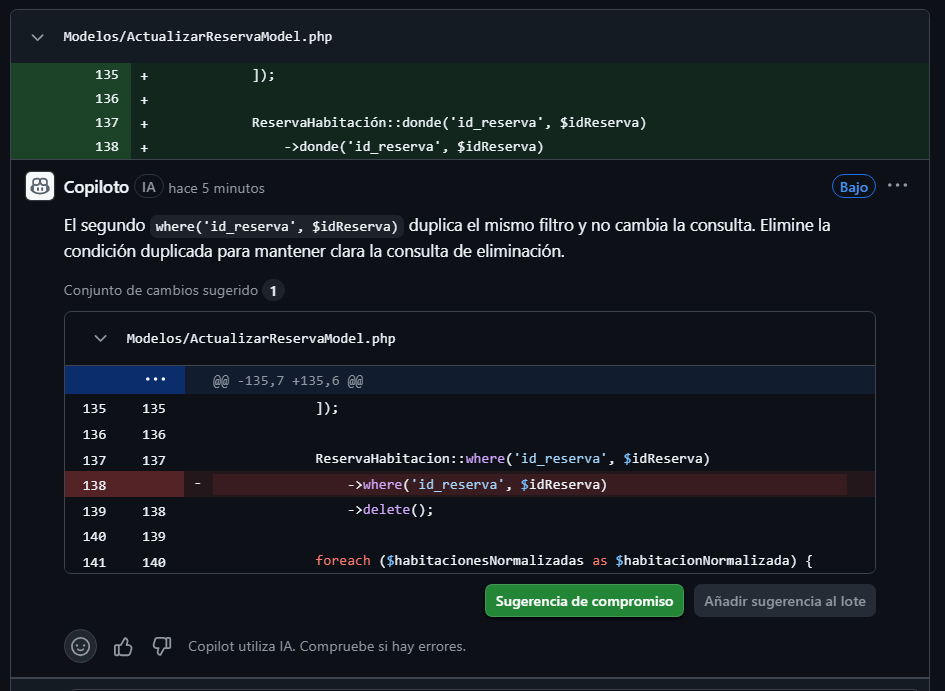 Modelos/ActualizarReservaModel.php
135 + ]);
136 +
137 + ReservaHabitación::donde('id_reserva', $idReserva)
138 + ->donde('id_reserva', $idReserva)
Copiloto IA hace 5 minutos Bajo ...
El segundo where('id_reserva', $idReserva) duplica el mismo filtro y no cambia la consulta. Elimine la
condición duplicada para mantener clara la consulta de eliminación.
Conjunto de cambios sugerido 1
Modelos/ActualizarReservaModel.php
... @@ -135,7 +135,6 @@
135 135 ]);
136 136
137 137 ReservaHabitacion::where('id_reserva', $idReserva)
138 - ->where('id_reserva', $idReserva)
139 138 ->delete();
140 139
141 140 foreach ($habitacionesNormalizadas as $habitacionNormalizada) {
Sugerencia de compromiso Añadir sugerencia al lote
Copilot utiliza IA. Compruebe si hay errores.